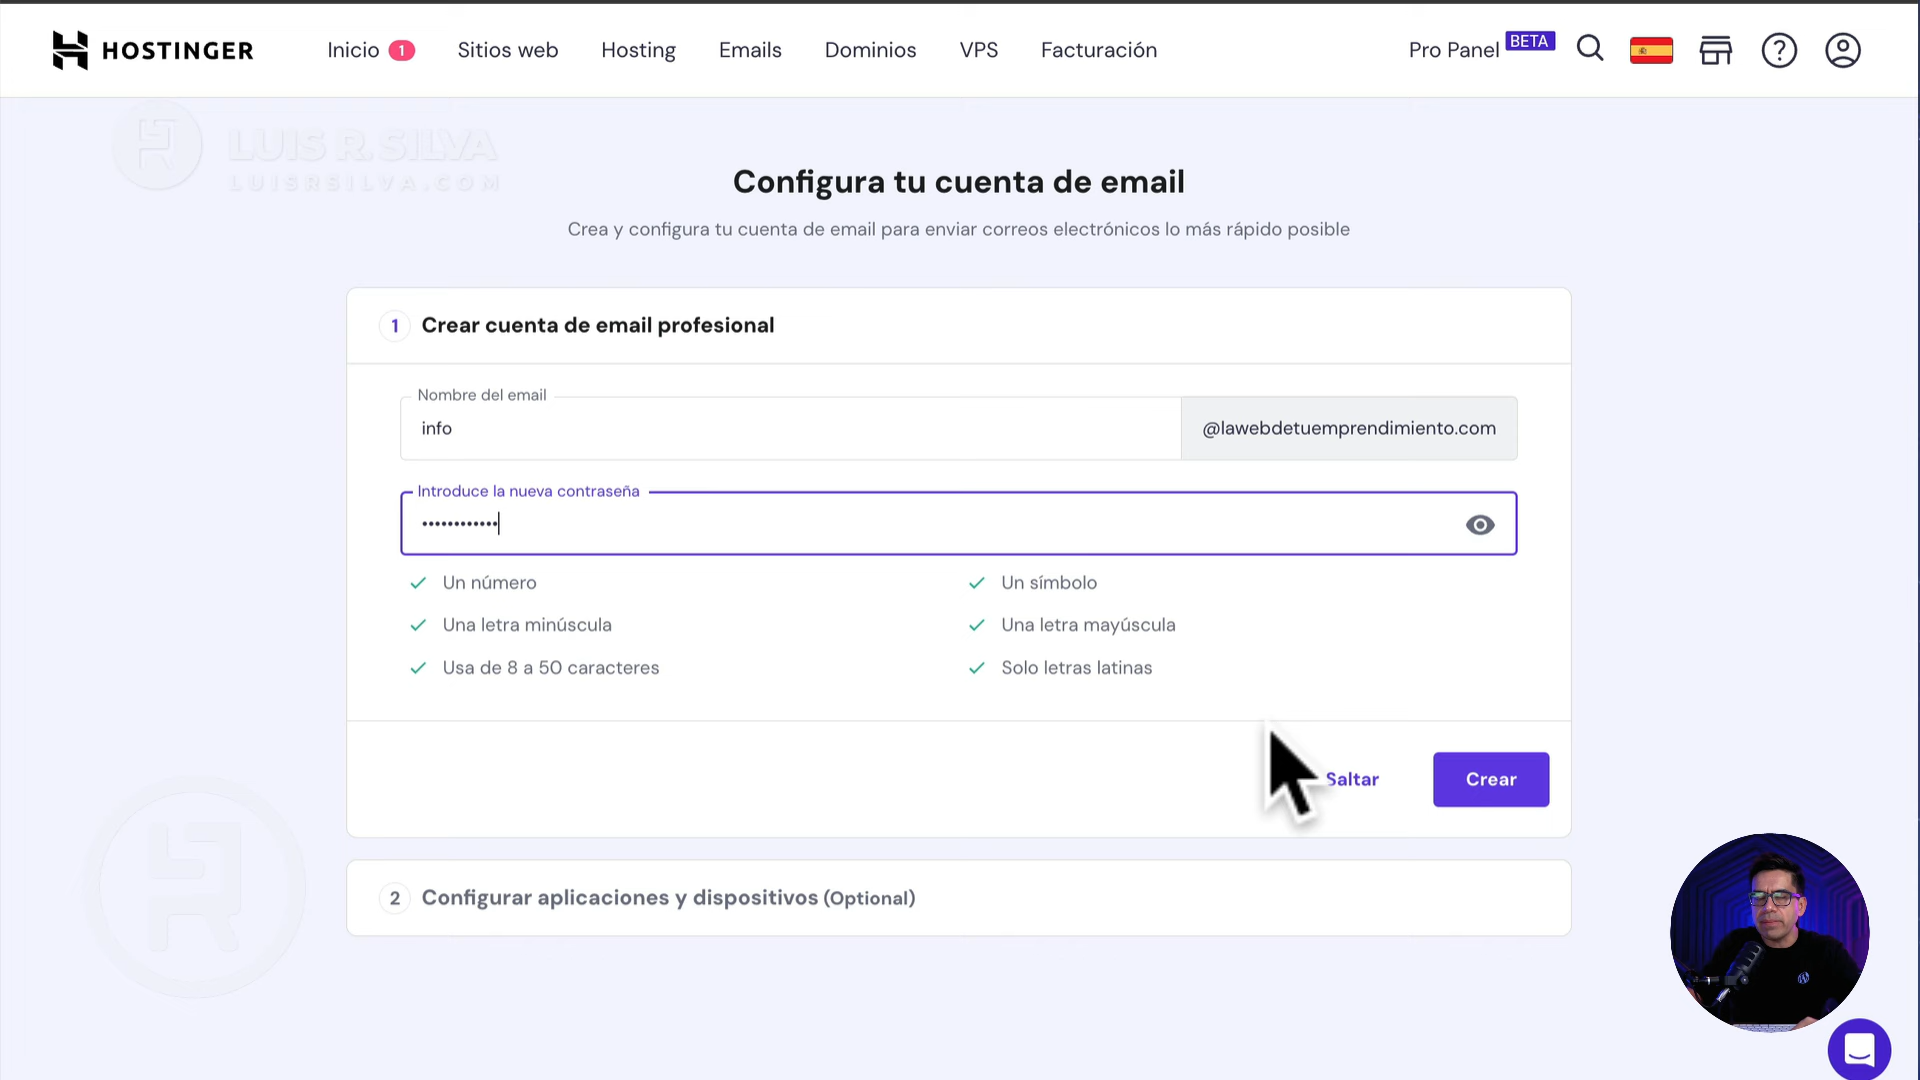 HOSTINGER
Inicio 1 Sitios web Hosting Emails Dominios VPS Facturación Pro Panel BETA
LUIS R. SILVA
LUISRSILVA.COM
Configura tu cuenta de email
Crea y configura tu cuenta de email para enviar correos electrónicos lo más rápido posible
1 Crear cuenta de email profesional
Nombre del email
info @lawebdetuemprendimiento.com
Introduce la nueva contraseña
••••••••••••
Un número Un símbolo
Una letra minúscula Una letra mayúscula
Usa de 8 a 50 caracteres Solo letras latinas
Saltar Crear
2 Configurar aplicaciones y dispositivos (Optional)